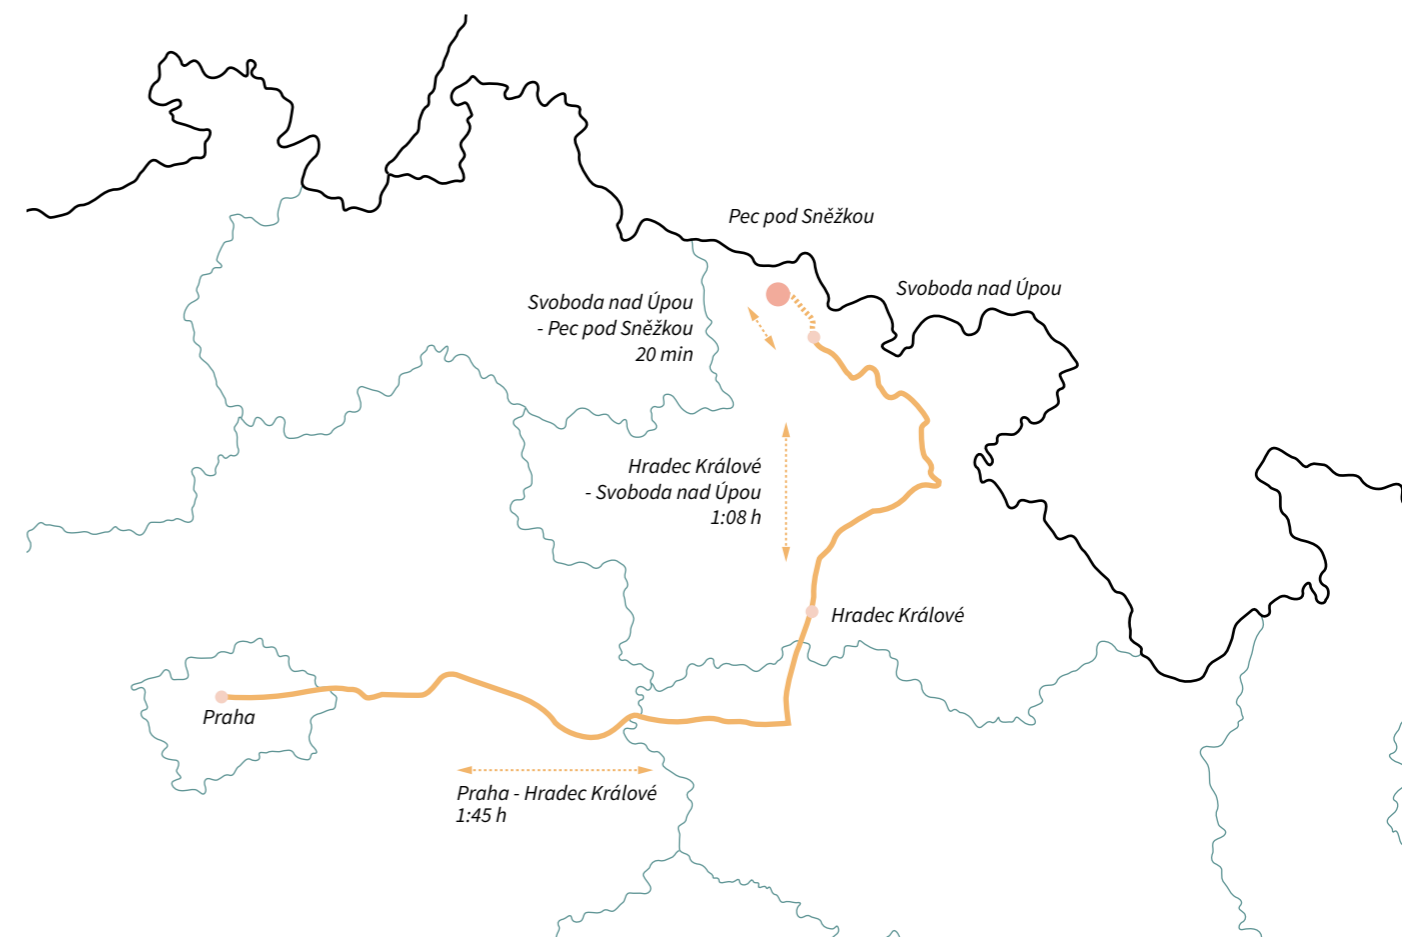 Pec pod Sněžkou
Svoboda nad Úpou
Svoboda nad Úpou
- Pec pod Sněžkou
20 min
Hradec Králové
- Svoboda nad Úpou
1:08 h
Hradec Králové
Praha
Praha - Hradec Králové
1:45 h